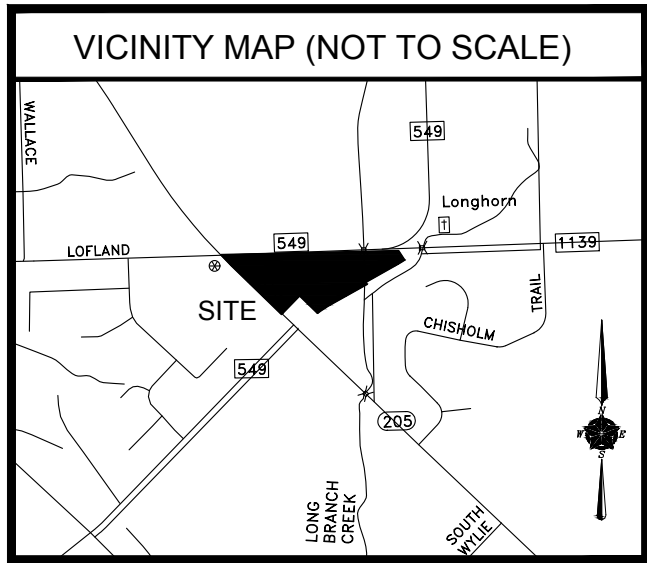 VICINITY MAP (NOT TO SCALE)
WALLACE
549
Longhorn
LOFLAND
549
1139
SITE
TRAIL
CHISHOLM
549
205
N
W E
S
LONG
BRANCH
CREEK
SOUTH
WYLIE